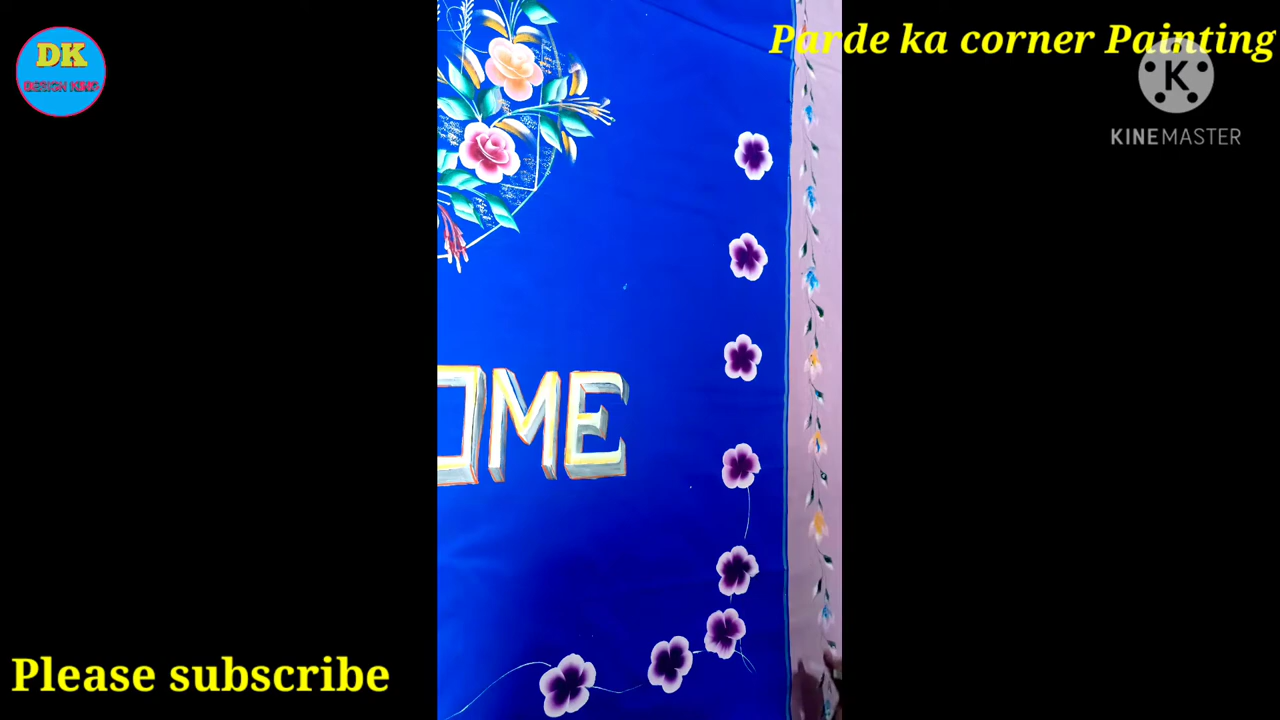 DK
DESIGN KING
Parde ka corner Painting
K
KINEMASTER
OME
Please subscribe